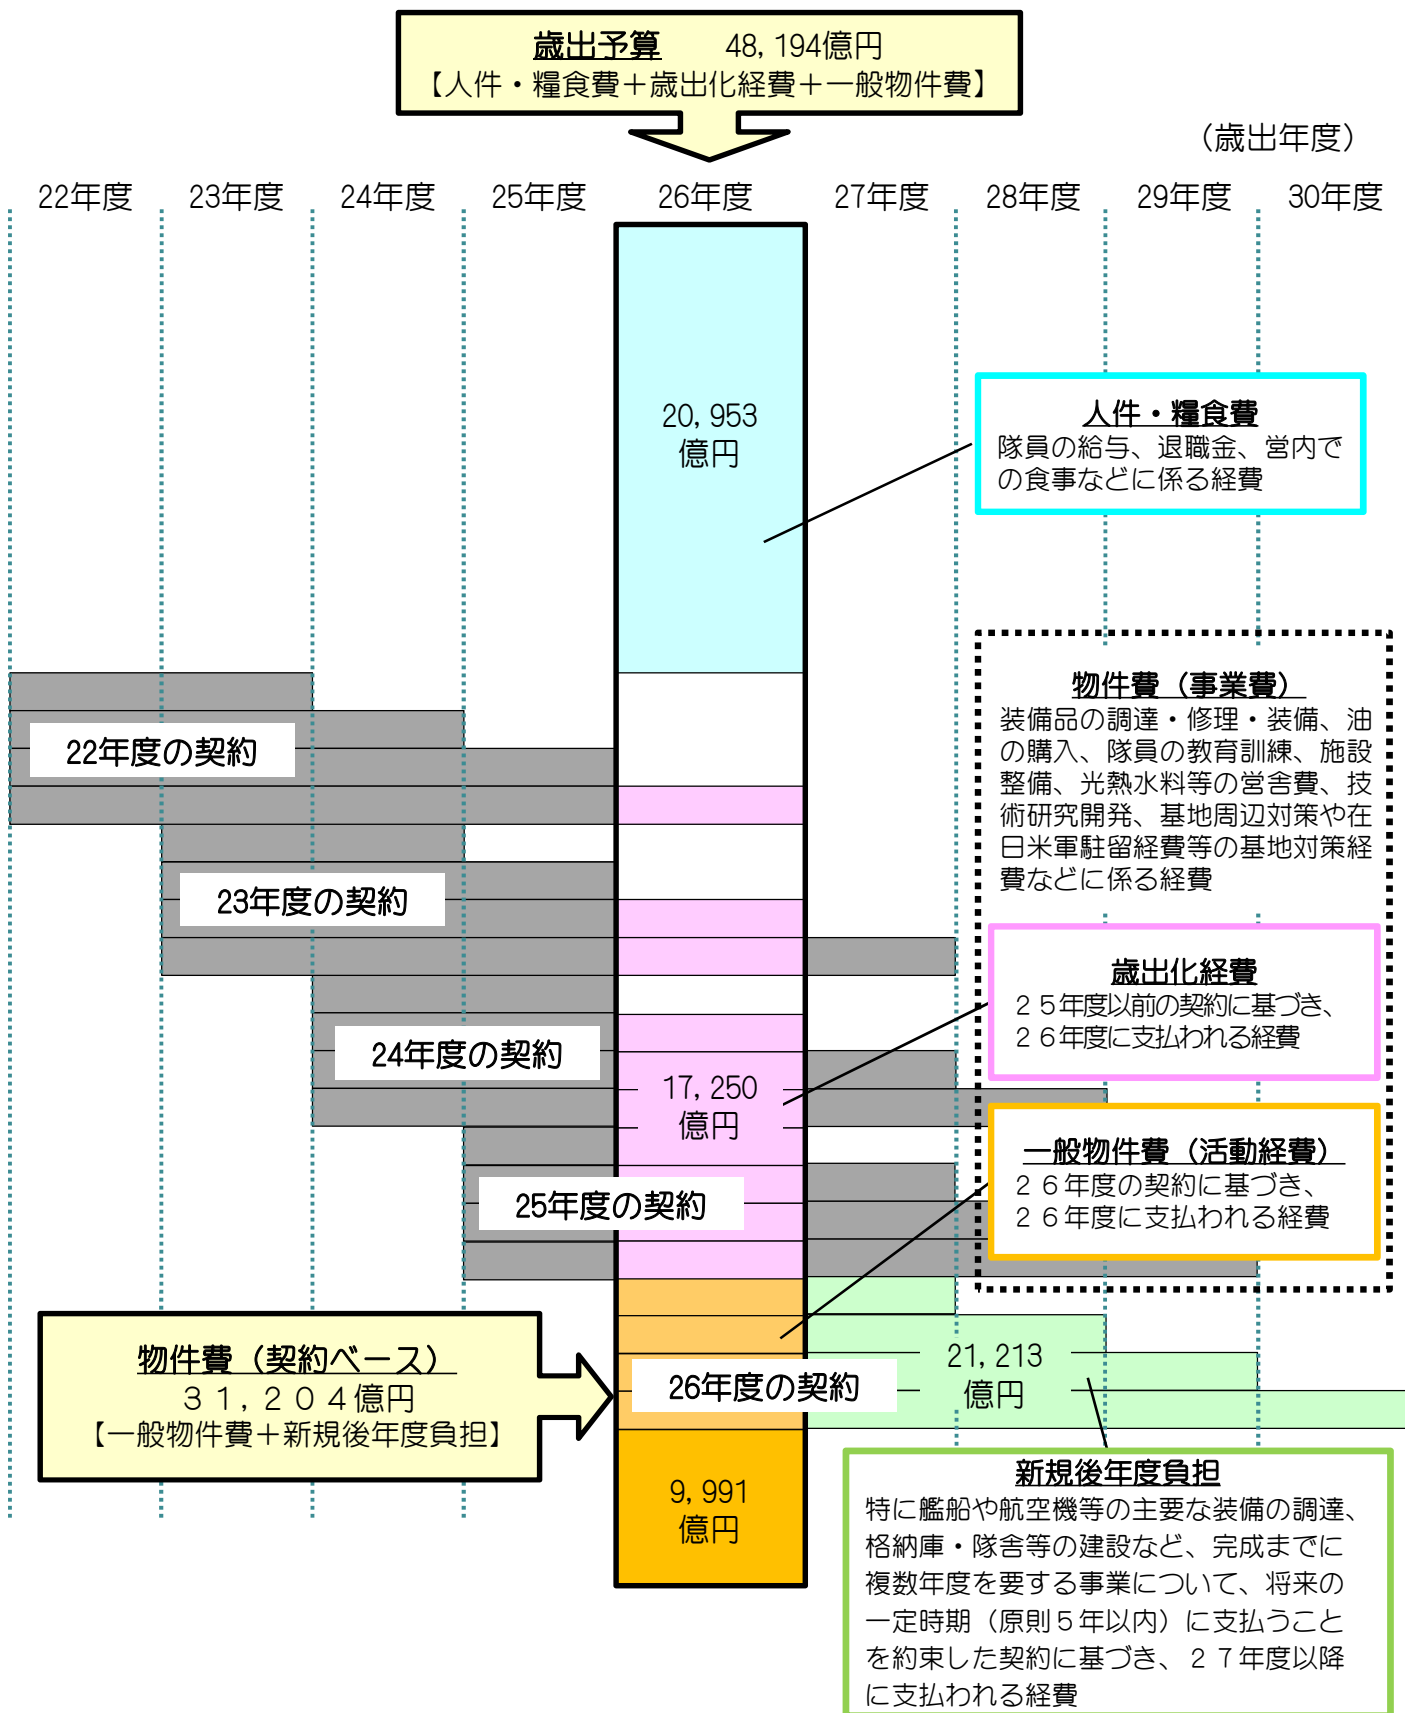 歳出予算　48,194億円
【人件・糧食費＋歳出化経費＋一般物件費】
（歳出年度）
22年度　23年度　24年度　25年度　26年度　27年度　28年度　29年度　30年度
20,953
億円
人件・糧食費
隊員の給与、退職金、営内で
の食事などに係る経費
物件費（事業費）
装備品の調達・修理・装備、油
の購入、隊員の教育訓練、施設
整備、光熱水料等の営舎費、技
術研究開発、基地周辺対策や在
日米軍駐留経費等の基地対策経
費などに係る経費
22年度の契約
23年度の契約
歳出化経費
２５年度以前の契約に基づき、
２６年度に支払われる経費
24年度の契約
17,250
億円
一般物件費（活動経費）
２６年度の契約に基づき、
２６年度に支払われる経費
25年度の契約
物件費（契約ベース）
３１,２０４億円
【一般物件費＋新規後年度負担】
26年度の契約
21,213
億円
9,991
億円
新規後年度負担
特に艦船や航空機等の主要な装備の調達、
格納庫・隊舎等の建設など、完成までに
複数年度を要する事業について、将来の
一定時期（原則５年以内）に支払うこと
を約束した契約に基づき、２７年度以降
に支払われる経費